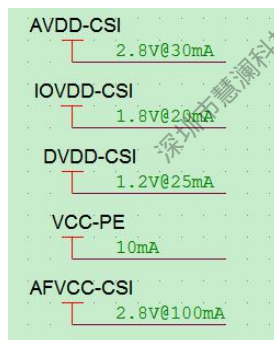 AVDD-CSI
2.8V@30mA
IOVDD-CSI
1.8V@20mA
DVDD-CSI
1.2V@25mA
VCC-PE
10mA
AFVCC-CSI
2.8V@100mA
深圳市慧澜科